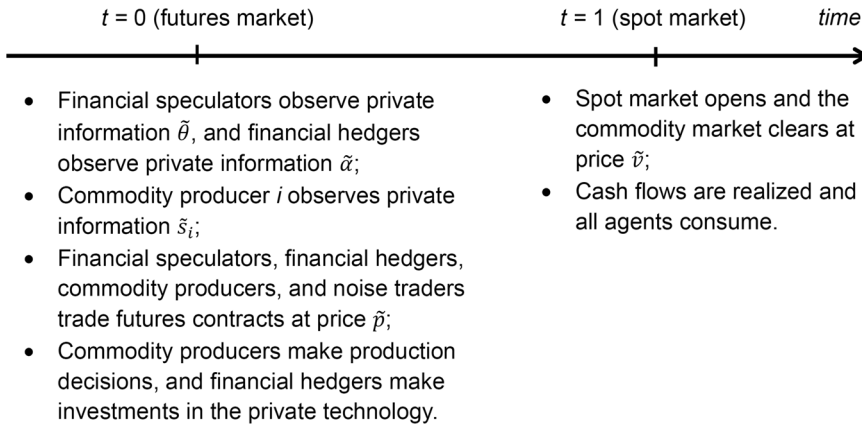 t = 0 (futures market)
t = 1 (spot market)
time
• Financial speculators observe private
information θ̃, and financial hedgers
observe private information α̃;
• Commodity producer i observes private
information s̃ᵢ;
• Financial speculators, financial hedgers,
commodity producers, and noise traders
trade futures contracts at price p̃;
• Commodity producers make production
decisions, and financial hedgers make
investments in the private technology.
• Spot market opens and the
commodity market clears at
price ṽ;
• Cash flows are realized and
all agents consume.